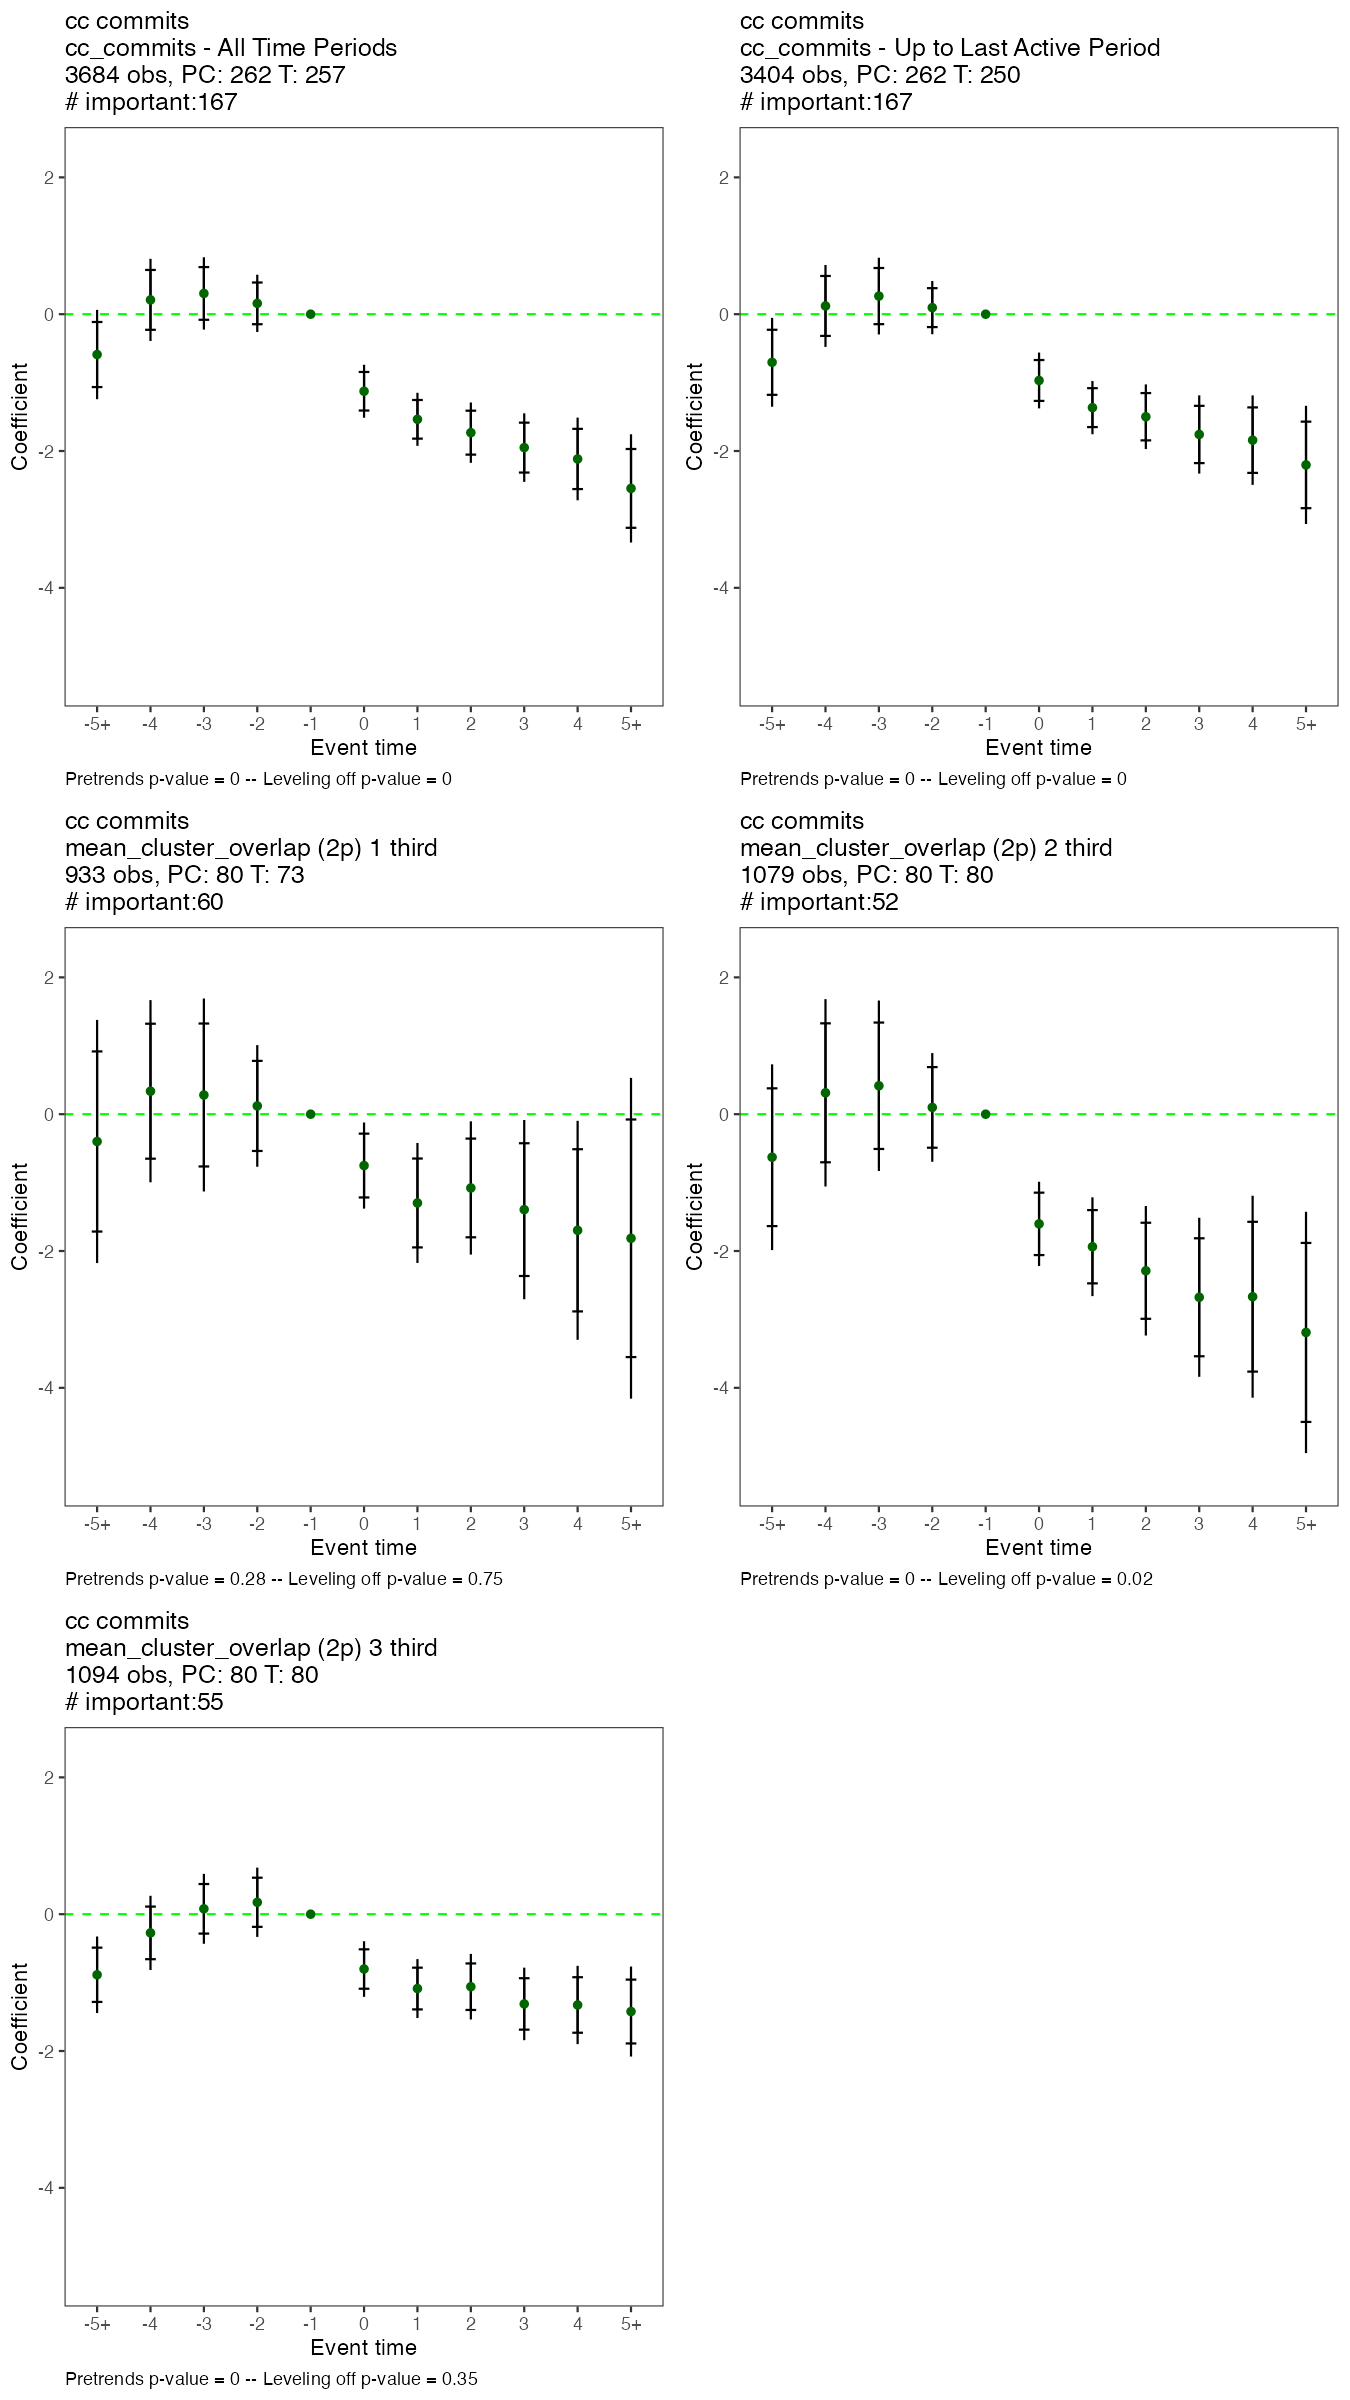 cc commits
cc_commits - All Time Periods
3684 obs, PC: 262 T: 257
# important:167
2
0
-2
-4
Coefficient
-5+ -4 -3 -2 -1 0 1 2 3 4 5+
Event time
Pretrends p-value = 0 -- Leveling off p-value = 0
cc commits
cc_commits - Up to Last Active Period
3404 obs, PC: 262 T: 250
# important:167
2
0
-2
-4
Coefficient
-5+ -4 -3 -2 -1 0 1 2 3 4 5+
Event time
Pretrends p-value = 0 -- Leveling off p-value = 0
cc commits
mean_cluster_overlap (2p) 1 third
933 obs, PC: 80 T: 73
# important:60
2
0
-2
-4
Coefficient
-5+ -4 -3 -2 -1 0 1 2 3 4 5+
Event time
Pretrends p-value = 0.28 -- Leveling off p-value = 0.75
cc commits
mean_cluster_overlap (2p) 2 third
1079 obs, PC: 80 T: 80
# important:52
2
0
-2
-4
Coefficient
-5+ -4 -3 -2 -1 0 1 2 3 4 5+
Event time
Pretrends p-value = 0 -- Leveling off p-value = 0.02
cc commits
mean_cluster_overlap (2p) 3 third
1094 obs, PC: 80 T: 80
# important:55
2
0
-2
-4
Coefficient
-5+ -4 -3 -2 -1 0 1 2 3 4 5+
Event time
Pretrends p-value = 0 -- Leveling off p-value = 0.35